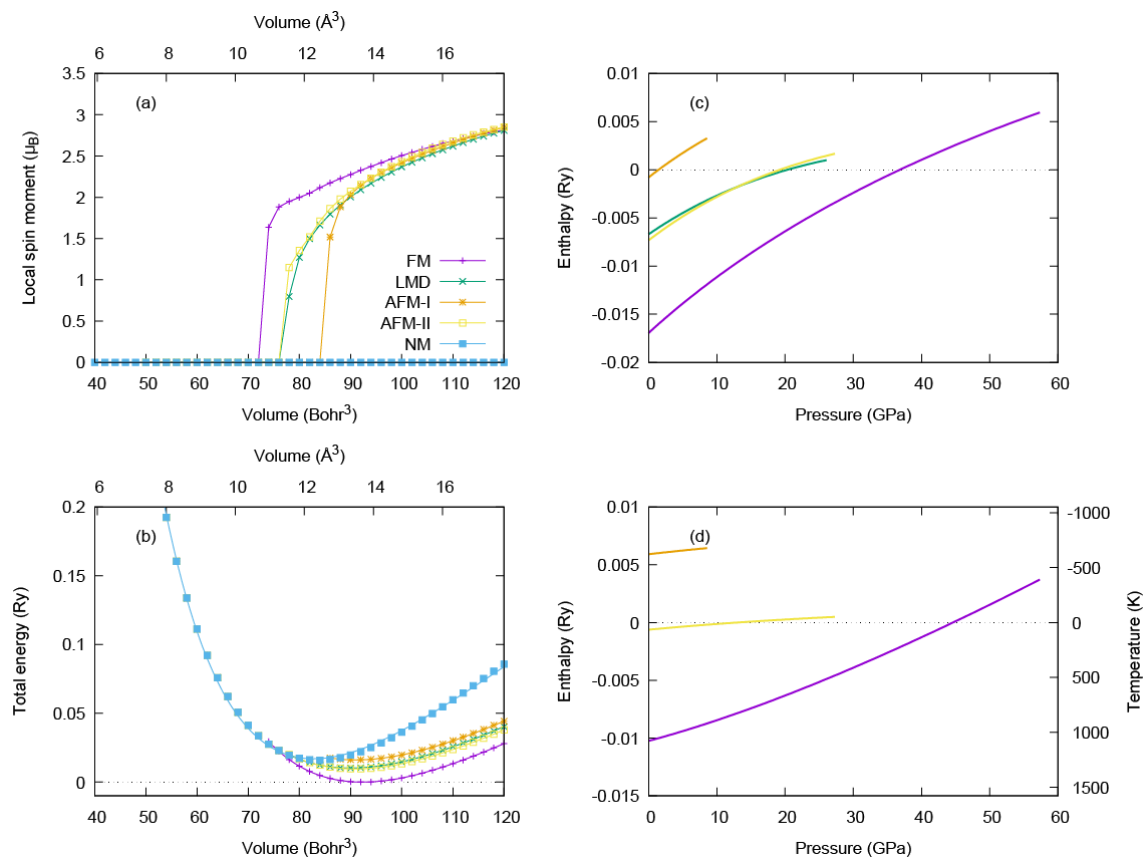 Volume (Å³)
6 8 10 12 14 16
3.5
3
2.5
2
1.5
1
0.5
0
Local spin moment (μB)
(a)
FM
LMD
AFM-I
AFM-II
NM
40 50 60 70 80 90 100 110 120
Volume (Bohr³)
0.01
0.005
0
-0.005
-0.01
-0.015
-0.02
Enthalpy (Ry)
(c)
0 10 20 30 40 50 60
Pressure (GPa)
Volume (Å³)
6 8 10 12 14 16
0.2
0.15
0.1
0.05
0
Total energy (Ry)
(b)
40 50 60 70 80 90 100 110 120
Volume (Bohr³)
0.01
0.005
0
-0.005
-0.01
-0.015
Enthalpy (Ry)
(d)
-1000
-500
0
500
1000
1500
Temperature (K)
0 10 20 30 40 50 60
Pressure (GPa)